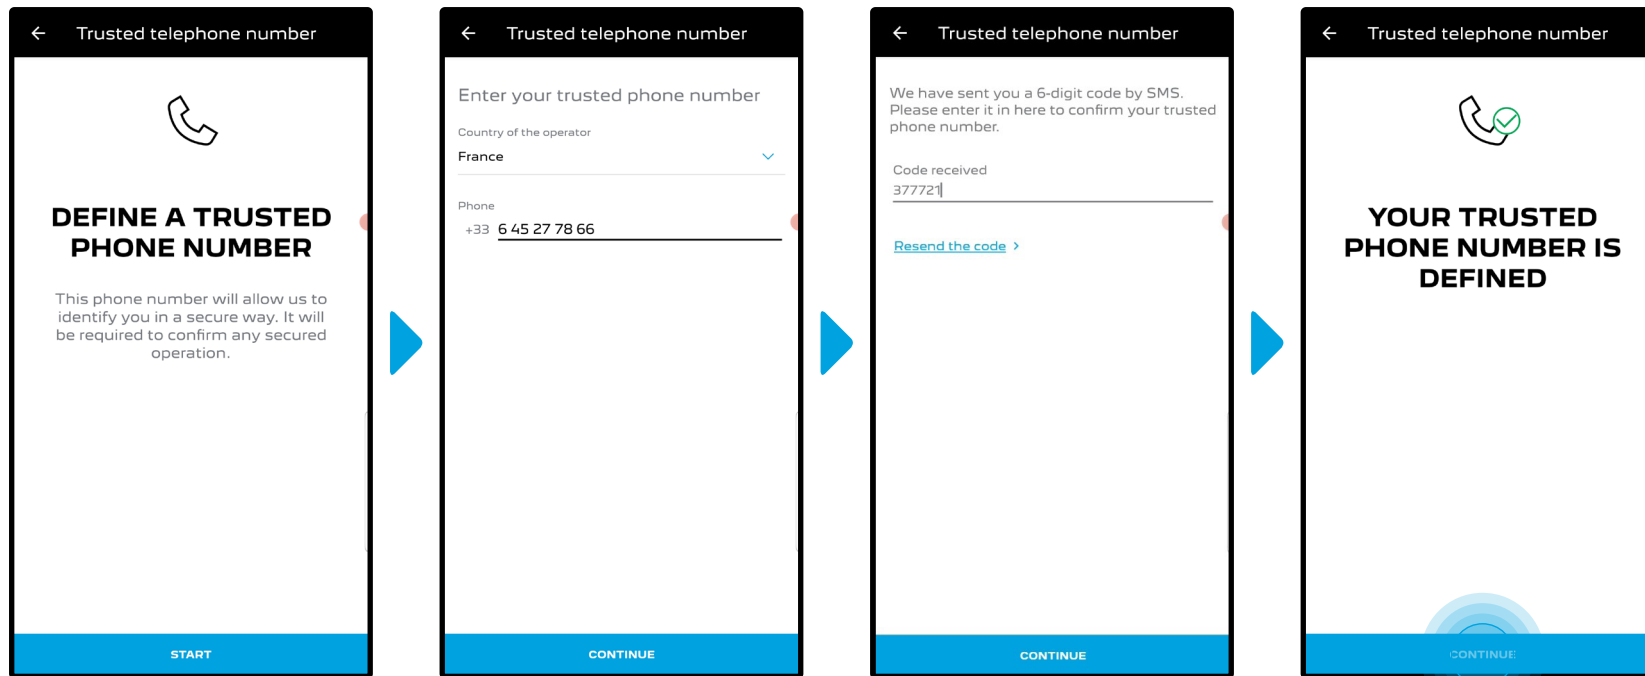 Trusted telephone number
DEFINE A TRUSTED
PHONE NUMBER
This phone number will allow us to
identify you in a secure way. It will
be required to confirm any secured
operation.
START
Trusted telephone number
Enter your trusted phone number
Country of the operator
France
Phone
+33 6 45 27 78 66
CONTINUE
Trusted telephone number
We have sent you a 6-digit code by SMS.
Please enter it in here to confirm your trusted
phone number.
Code received
377721
Resend the code
CONTINUE
Trusted telephone number
YOUR TRUSTED
PHONE NUMBER IS
DEFINED
CONTINUE